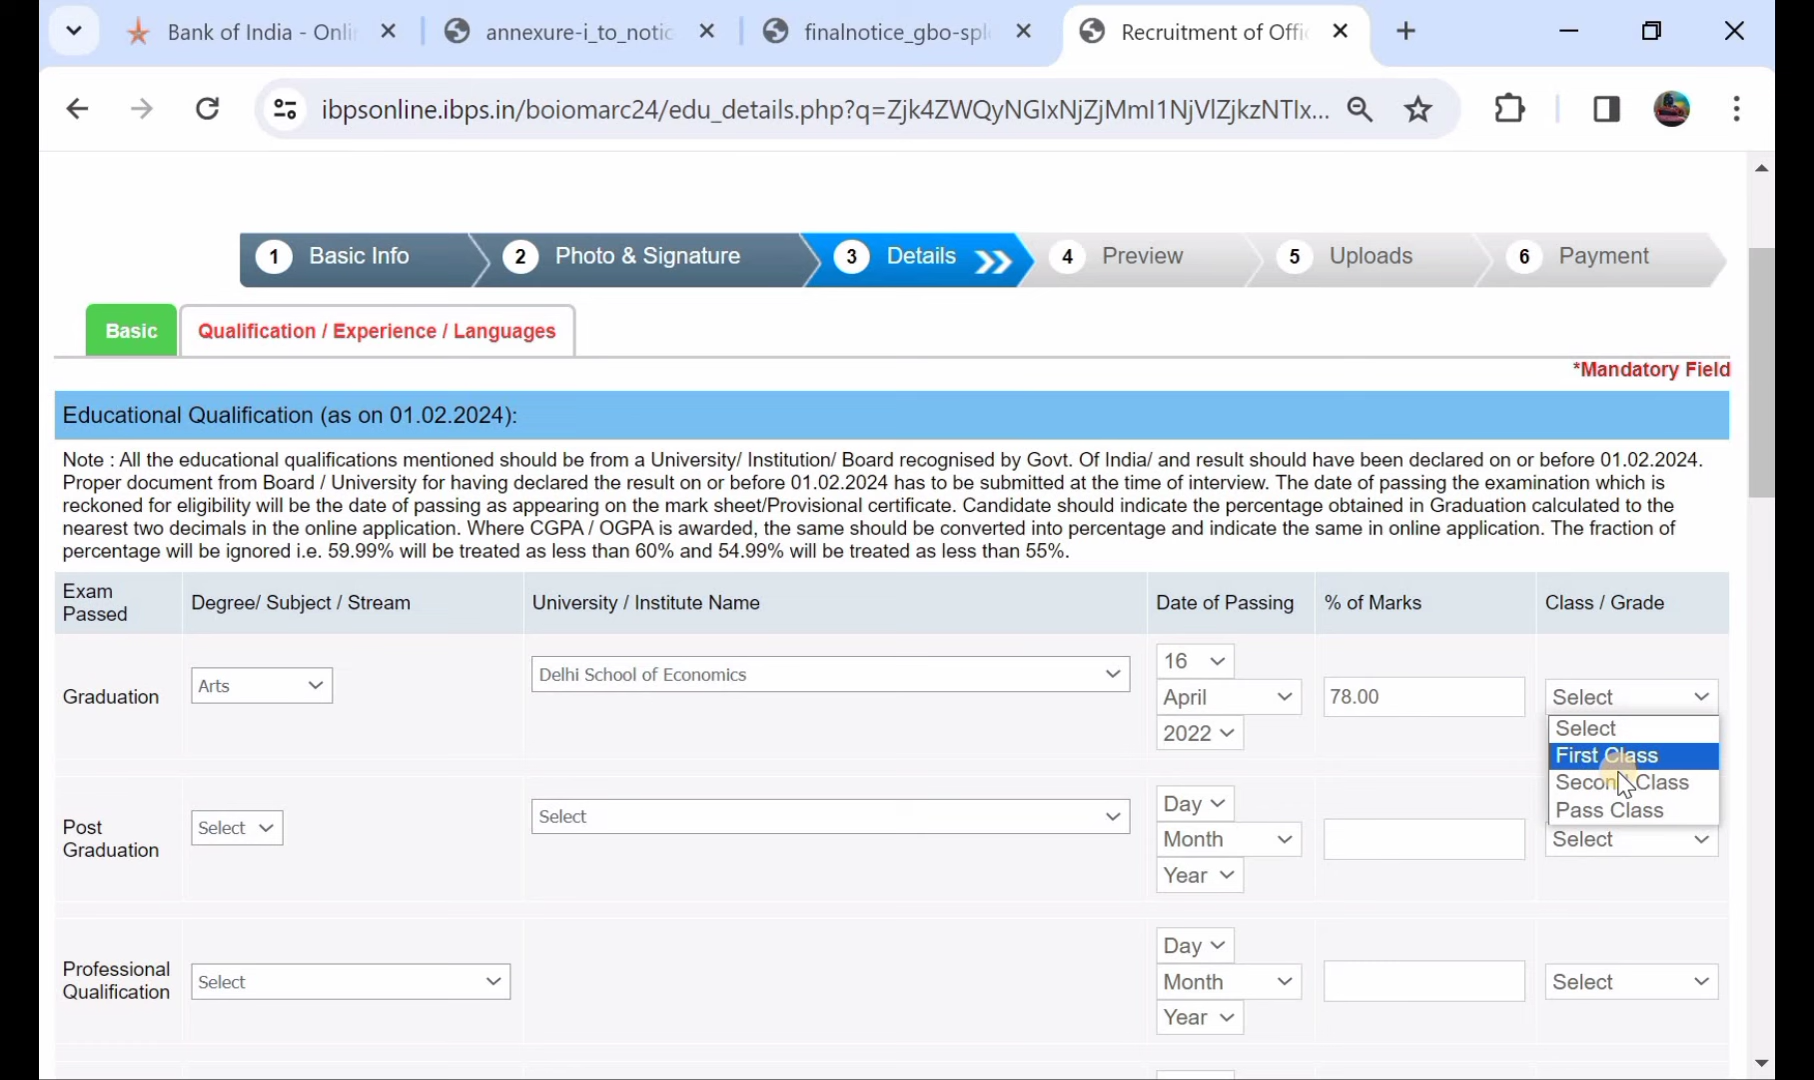 Bank of India - Onli
annexure-i_to_notic
finalnotice_gbo-spl
Recruitment of Offi
ibpsonline.ibps.in/boiomarc24/edu_details.php?q=Zjk4ZWQyNGIxNjZjMmI1NjVlZjkzNTIx...
1 Basic Info
2 Photo & Signature
3 Details
4 Preview
5 Uploads
6 Payment
Basic
Qualification / Experience / Languages
*Mandatory Field
Educational Qualification (as on 01.02.2024):
Note : All the educational qualifications mentioned should be from a University/ Institution/ Board recognised by Govt. Of India/ and result should have been declared on or before 01.02.2024.
Proper document from Board / University for having declared the result on or before 01.02.2024 has to be submitted at the time of interview. The date of passing the examination which is
reckoned for eligibility will be the date of passing as appearing on the mark sheet/Provisional certificate. Candidate should indicate the percentage obtained in Graduation calculated to the
nearest two decimals in the online application. Where CGPA / OGPA is awarded, the same should be converted into percentage and indicate the same in online application. The fraction of
percentage will be ignored i.e. 59.99% will be treated as less than 60% and 54.99% will be treated as less than 55%.
Exam
Passed
Degree/ Subject / Stream
University / Institute Name
Date of Passing
% of Marks
Class / Grade
Graduation
Arts
Delhi School of Economics
16
April
2022
78.00
Select
Select
First Class
Second Class
Pass Class
Post
Graduation
Select
Select
Day
Month
Year
Select
Professional
Qualification
Select
Day
Month
Year
Select